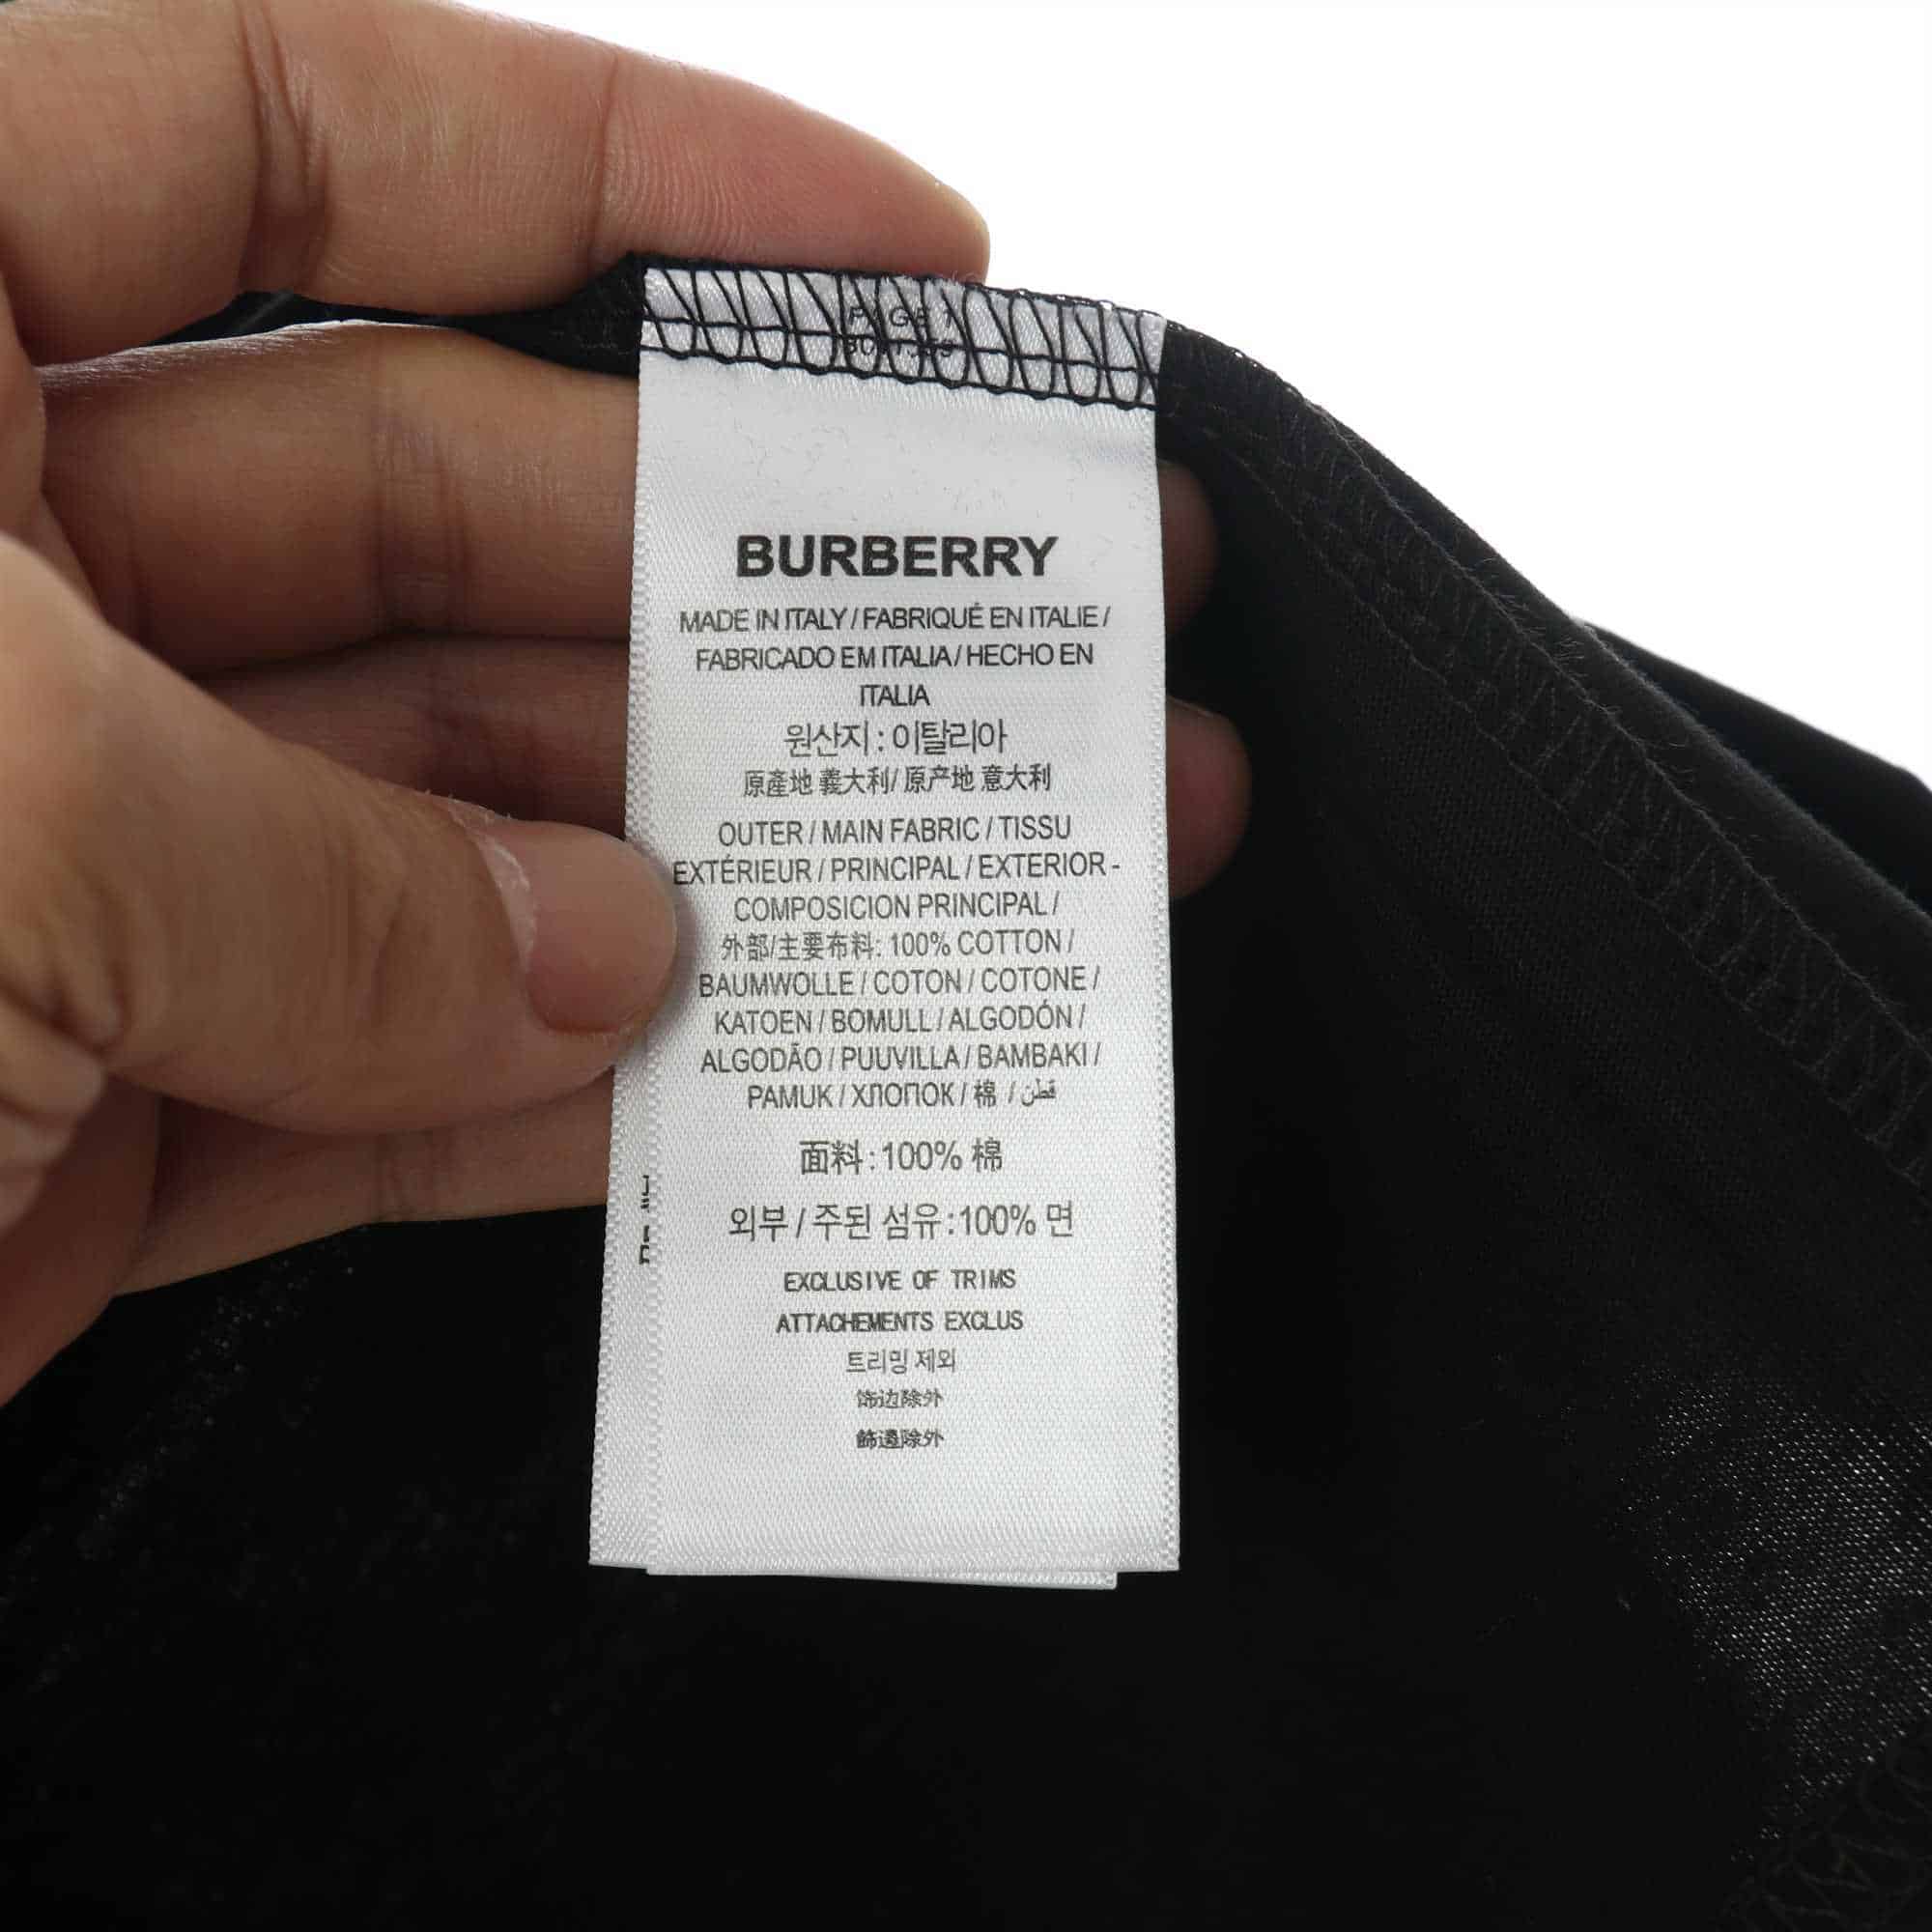 PAGE 1
BURBERRY
MADE IN ITALY / FABRIQUÉ EN ITALIE /
FABRICADO EM ITALIA / HECHO EN
ITALIA
원산지 : 이탈리아
原產地 義大利/ 原产地 意大利
OUTER / MAIN FABRIC / TISSU
EXTÉRIEUR / PRINCIPAL / EXTERIOR -
COMPOSICION PRINCIPAL /
外部/主要布料: 100% COTTON /
BAUMWOLLE / COTON / COTONE /
KATOEN / BOMULL / ALGODÓN /
ALGODÃO / PUUVILLA / BAMBAKI /
PAMUK / ХЛОПОК / 棉 / قطن
面料 : 100% 棉
외부 / 주된 섬유 : 100% 면
EXCLUSIVE OF TRIMS
ATTACHEMENTS EXCLUS
트리밍 제외
饰边除外
飾邊除外